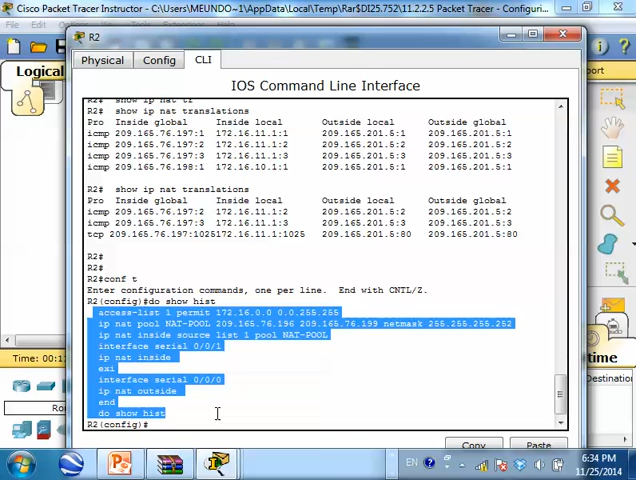 Cisco Packet Tracer Instructor - C:\Users\MEUNDO~1\AppData\Local\Temp\Rar$DI25.752\11.2.2.5 Packet Tracer - Configuri...
R2
Logical
Physical Config CLI
IOS Command Line Interface
R2# show ip nat tr
R2# show ip nat translations
Pro Inside global Inside local Outside local Outside global
icmp 209.165.76.197:1 172.16.11.1:1 209.165.201.5:1 209.165.201.5:1
icmp 209.165.76.197:2 172.16.11.1:2 209.165.201.5:2 209.165.201.5:2
icmp 209.165.76.197:3 172.16.11.1:3 209.165.201.5:3 209.165.201.5:3
icmp 209.165.76.198:1 172.16.10.1:1 209.165.201.5:1 209.165.201.5:1
R2# show ip nat translations
Pro Inside global Inside local Outside local Outside global
icmp 209.165.76.197:2 172.16.11.1:2 209.165.201.5:2 209.165.201.5:2
icmp 209.165.76.197:3 172.16.11.1:3 209.165.201.5:3 209.165.201.5:3
tcp 209.165.76.197:1025172.16.11.1:1025 209.165.201.5:80 209.165.201.5:80
R2#
R2#
R2#conf t
Enter configuration commands, one per line. End with CNTL/Z.
R2(config)#do show hist
access-list 1 permit 172.16.0.0 0.0.255.255
ip nat pool NAT-POOL 209.165.76.196 209.165.76.199 netmask 255.255.255.252
ip nat inside source list 1 pool NAT-POOL
interface serial 0/0/1
ip nat inside
exi
interface serial 0/0/0
ip nat outside
end
do show hist
R2(config)#
Copy Paste
Time: 00:1
Destination
EN
6:34 PM
11/25/2014